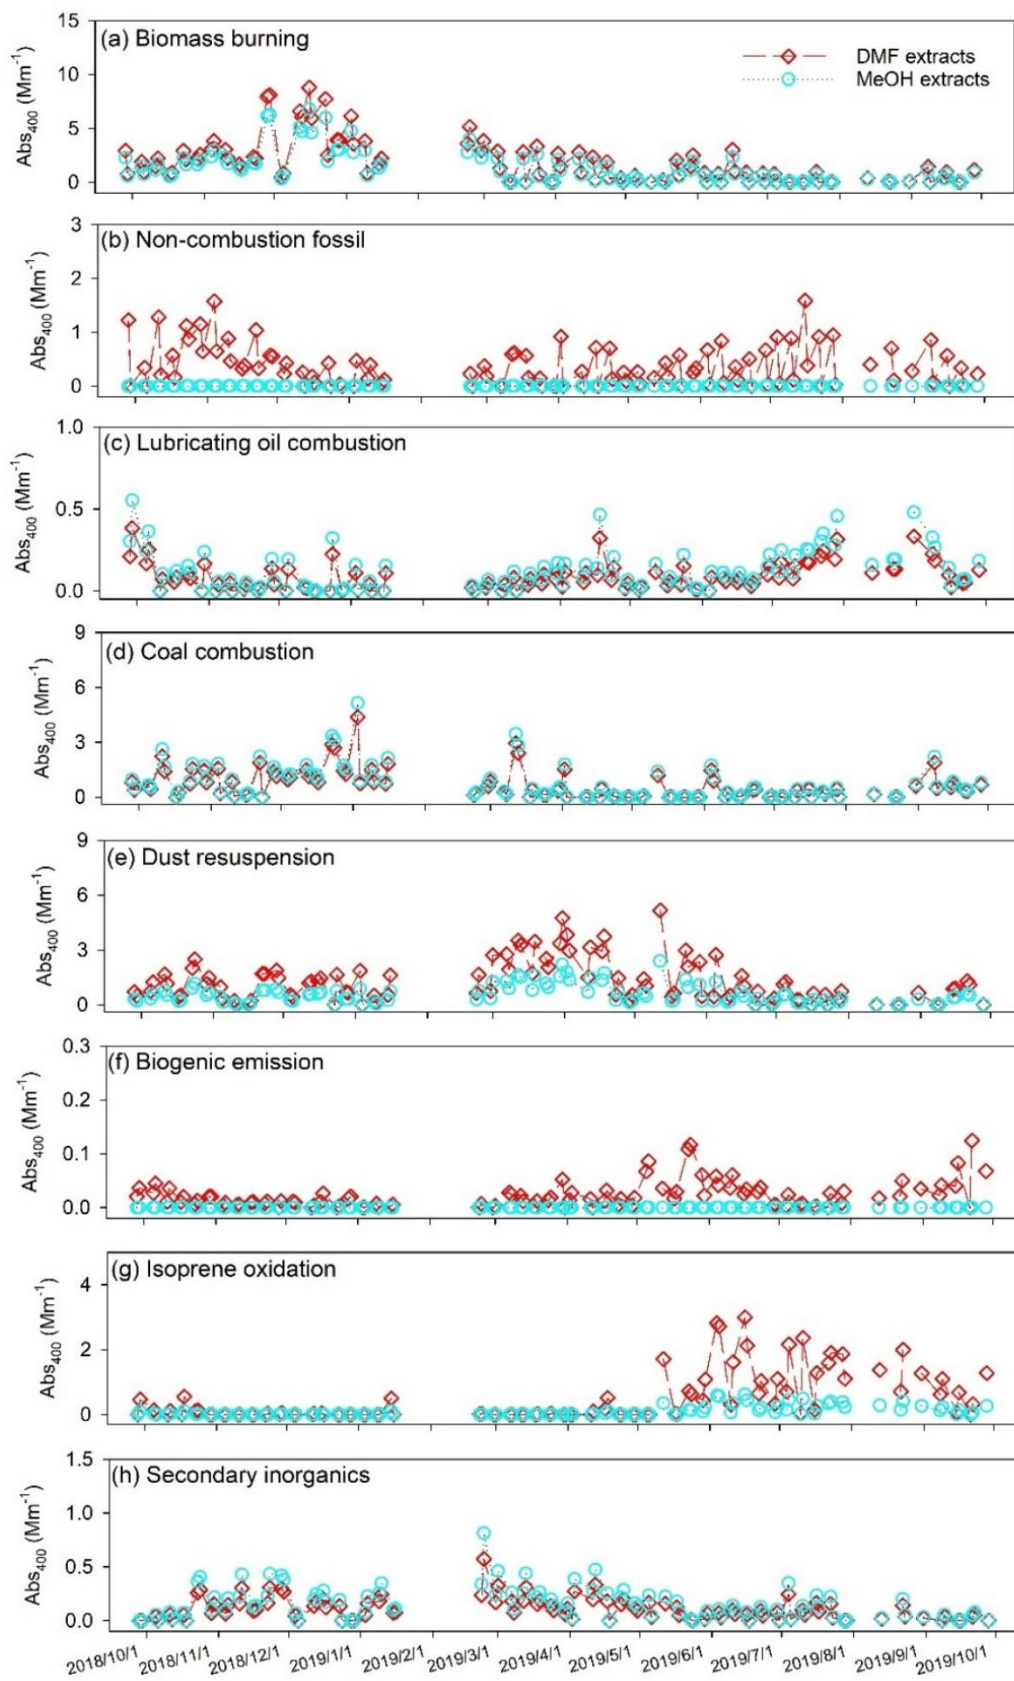 (a) Biomass burning
DMF extracts
MeOH extracts
15
10
5
0
Abs400 (Mm-1)
(b) Non-combustion fossil
3
2
1
0
Abs400 (Mm-1)
(c) Lubricating oil combustion
1.0
0.5
0.0
Abs400 (Mm-1)
(d) Coal combustion
9
6
3
0
Abs400 (Mm-1)
(e) Dust resuspension
9
6
3
0
Abs400 (Mm-1)
(f) Biogenic emission
0.3
0.2
0.1
0.0
Abs400 (Mm-1)
(g) Isoprene oxidation
4
2
0
Abs400 (Mm-1)
(h) Secondary inorganics
1.5
1.0
0.5
0.0
Abs400 (Mm-1)
2018/10/1
2018/11/1
2018/12/1
2019/1/1
2019/2/1
2019/3/1
2019/4/1
2019/5/1
2019/6/1
2019/7/1
2019/8/1
2019/9/1
2019/10/1